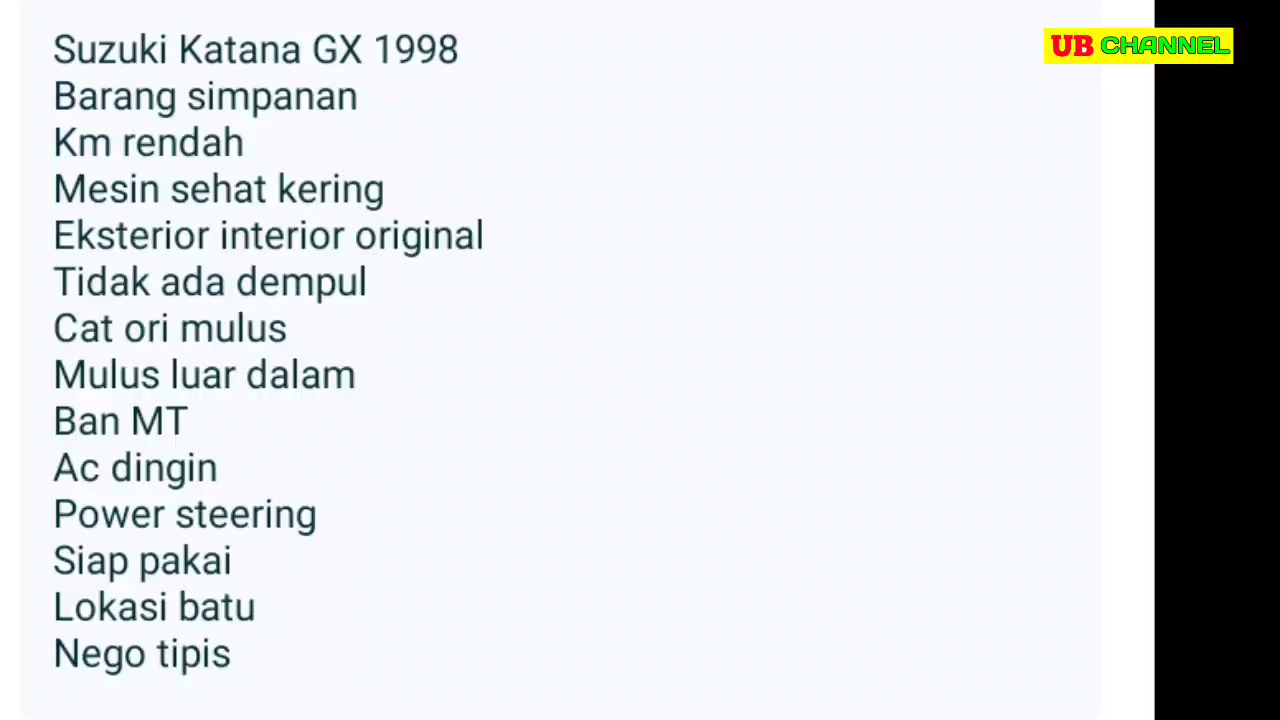 Suzuki Katana GX 1998
Barang simpanan
Km rendah
Mesin sehat kering
Eksterior interior original
Tidak ada dempul
Cat ori mulus
Mulus luar dalam
Ban MT
Ac dingin
Power steering
Siap pakai
Lokasi batu
Nego tipis
UB CHANNEL